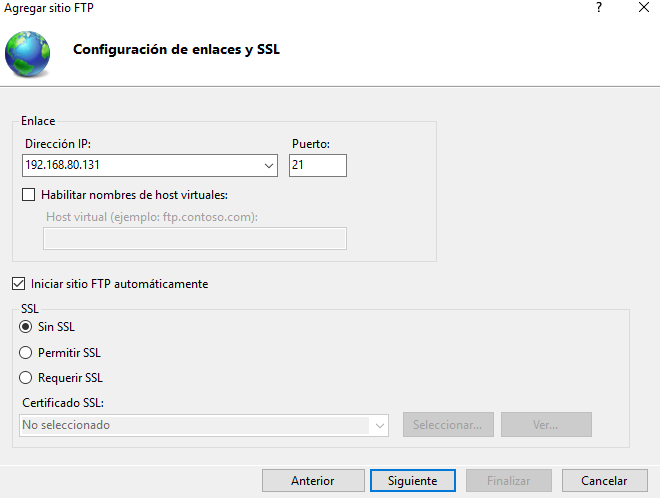 Agregar sitio FTP
?
Configuración de enlaces y SSL
Enlace
Dirección IP: Puerto:
192.168.80.131 21
Habilitar nombres de host virtuales:
Host virtual (ejemplo: ftp.contoso.com):
Iniciar sitio FTP automáticamente
SSL
Sin SSL
Permitir SSL
Requerir SSL
Certificado SSL:
No seleccionado Seleccionar... Ver...
Anterior Siguiente Finalizar Cancelar